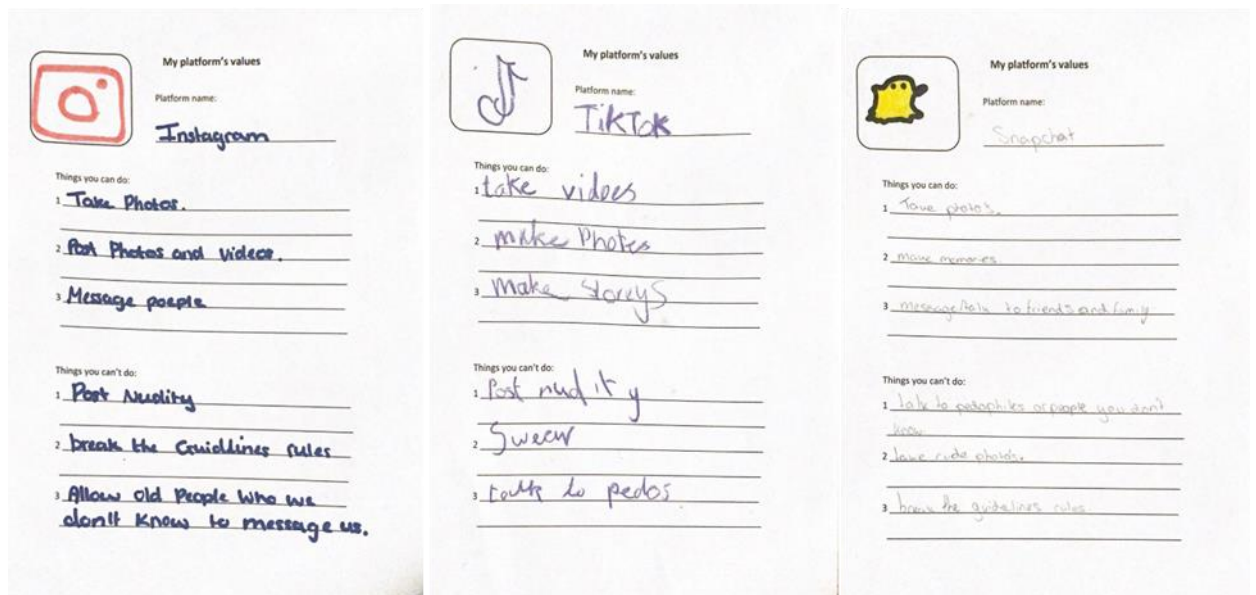 My platform's values
Platform name:
Instagram
Things you can do:
1 Take Photos.
2 Post Photos and videos.
3 Message poeple
Things you can't do:
1 Post Nudity
2 break the Guidlines rules
3 Allow old People who we
don't know to message us.
My platform's values
Platform name:
TikTok
Things you can do:
1 take vidoes
2 make Photos
3 make storeys
Things you can't do:
1 Post nudity
2 Swear
3 talk to pedos
My platform's values
Platform name:
Snapchat
Things you can do:
1 Take photos.
2 make memories.
3 message/talk to friends and family
Things you can't do:
1 talk to pedophiles or people you don't
know
2 take rude photos.
3 break the guidelines rules